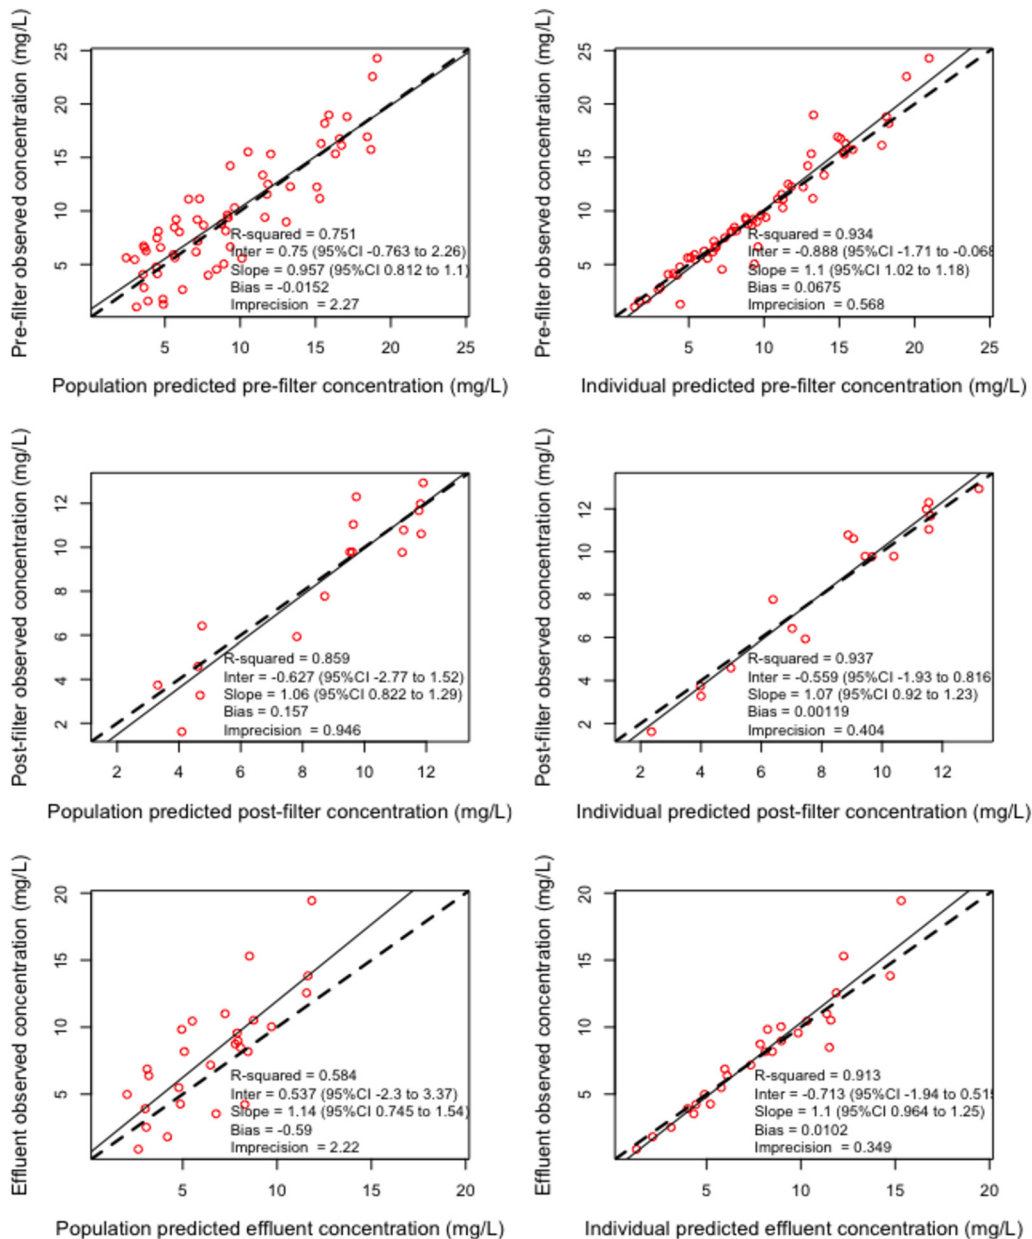 Pre-filter observed concentration (mg/L)
25
20
15
10
5
R-squared = 0.751
Inter = 0.75 (95%CI -0.763 to 2.26)
Slope = 0.957 (95%CI 0.812 to 1.1)
Bias = -0.0152
Imprecision = 2.27
5 10 15 20 25
Population predicted pre-filter concentration (mg/L)
Pre-filter observed concentration (mg/L)
25
20
15
10
5
R-squared = 0.934
Inter = -0.888 (95%CI -1.71 to -0.068
Slope = 1.1 (95%CI 1.02 to 1.18)
Bias = 0.0675
Imprecision = 0.568
5 10 15 20 25
Individual predicted pre-filter concentration (mg/L)
Post-filter observed concentration (mg/L)
12
10
8
6
4
2
R-squared = 0.859
Inter = -0.627 (95%CI -2.77 to 1.52)
Slope = 1.06 (95%CI 0.822 to 1.29)
Bias = 0.157
Imprecision = 0.946
2 4 6 8 10 12
Population predicted post-filter concentration (mg/L)
Post-filter observed concentration (mg/L)
12
10
8
6
4
2
R-squared = 0.937
Inter = -0.559 (95%CI -1.93 to 0.816
Slope = 1.07 (95%CI 0.92 to 1.23)
Bias = 0.00119
Imprecision = 0.404
2 4 6 8 10 12
Individual predicted post-filter concentration (mg/L)
Effluent observed concentration (mg/L)
20
15
10
5
R-squared = 0.584
Inter = 0.537 (95%CI -2.3 to 3.37)
Slope = 1.14 (95%CI 0.745 to 1.54)
Bias = -0.59
Imprecision = 2.22
5 10 15 20
Population predicted effluent concentration (mg/L)
Effluent observed concentration (mg/L)
20
15
10
5
R-squared = 0.913
Inter = -0.713 (95%CI -1.94 to 0.515
Slope = 1.1 (95%CI 0.964 to 1.25)
Bias = 0.0102
Imprecision = 0.349
5 10 15 20
Individual predicted effluent concentration (mg/L)